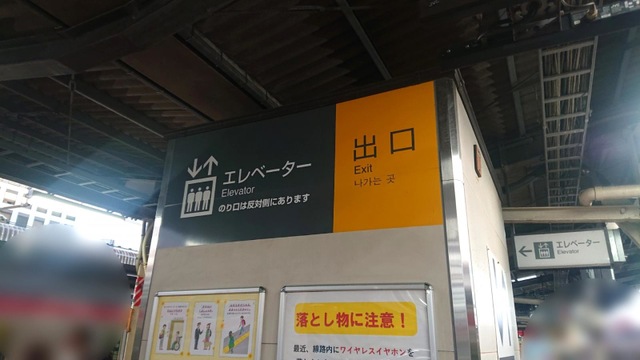 エレベーター
Elevator
のり口は反対側にあります
出口
Exit
나가는 곳
エレベーター
Elevator
落とし物に注意！
最近、線路内にワイヤレスイヤホンを